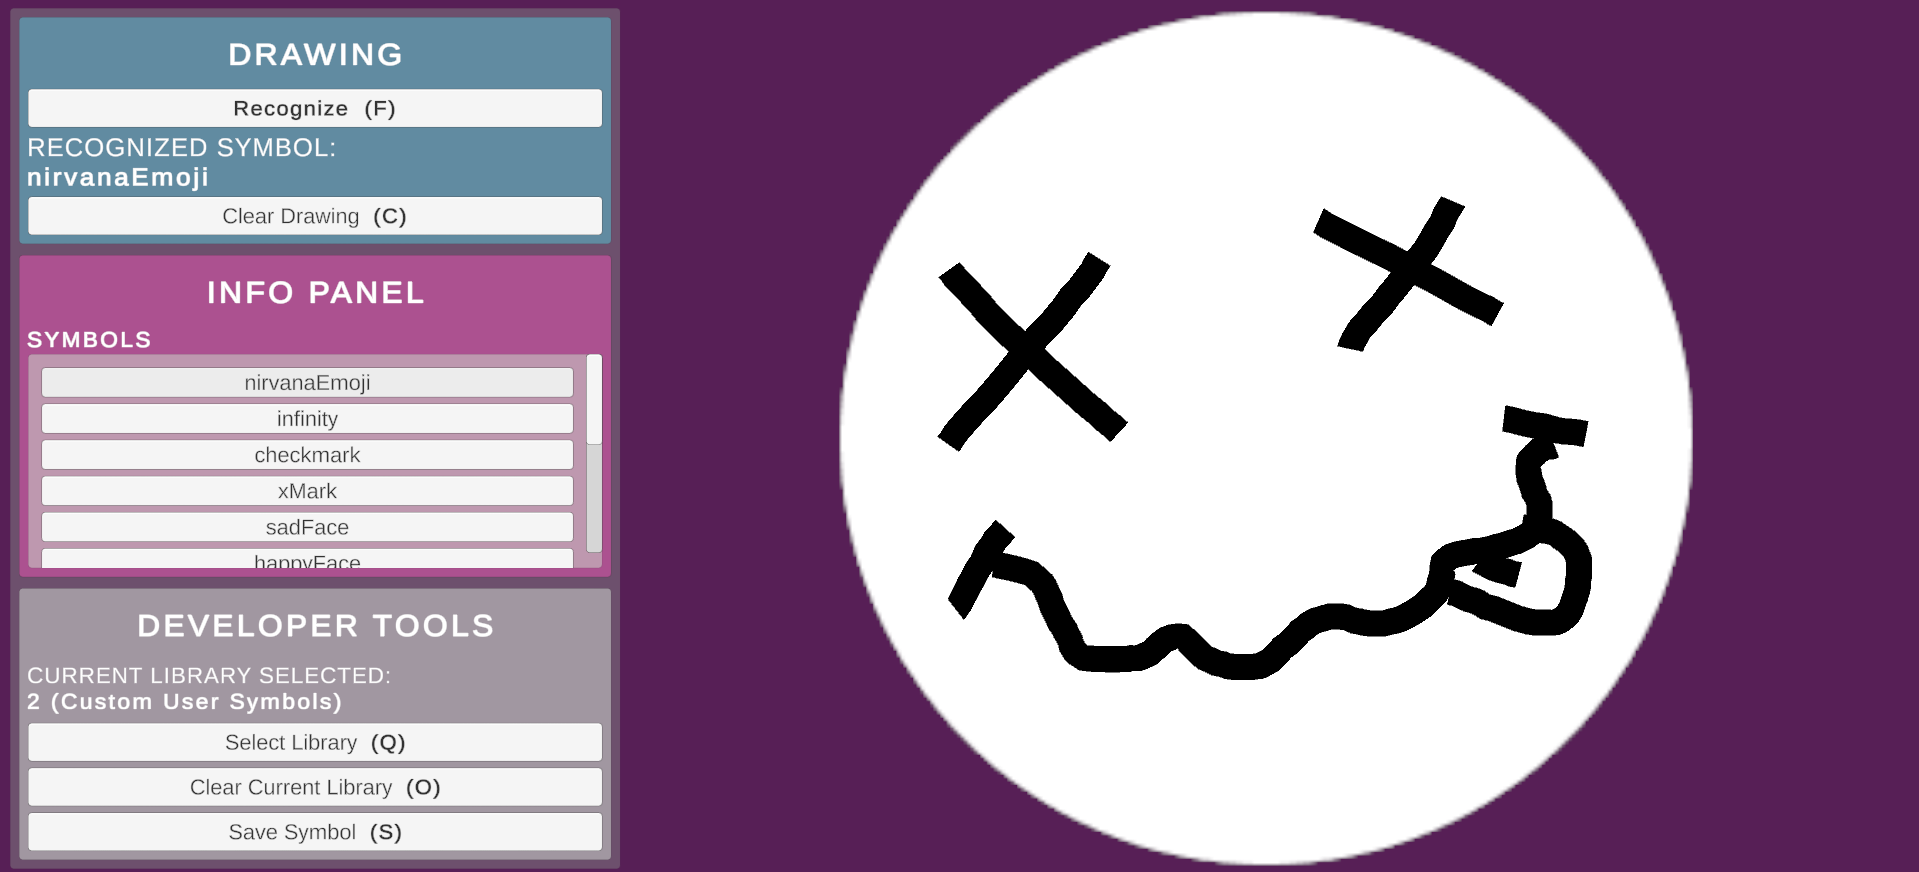 DRAWING
Recognize (F)
RECOGNIZED SYMBOL:
nirvanaEmoji
Clear Drawing (C)
INFO PANEL
SYMBOLS
nirvanaEmoji
infinity
checkmark
xMark
sadFace
happyFace
DEVELOPER TOOLS
CURRENT LIBRARY SELECTED:
2 (Custom User Symbols)
Select Library (Q)
Clear Current Library (O)
Save Symbol (S)